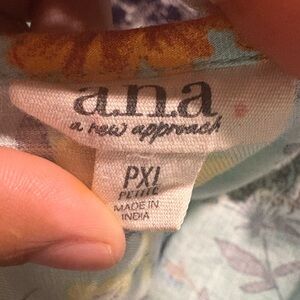 a.n.a
a new approach
PXL
PETITE
MADE IN
INDIA